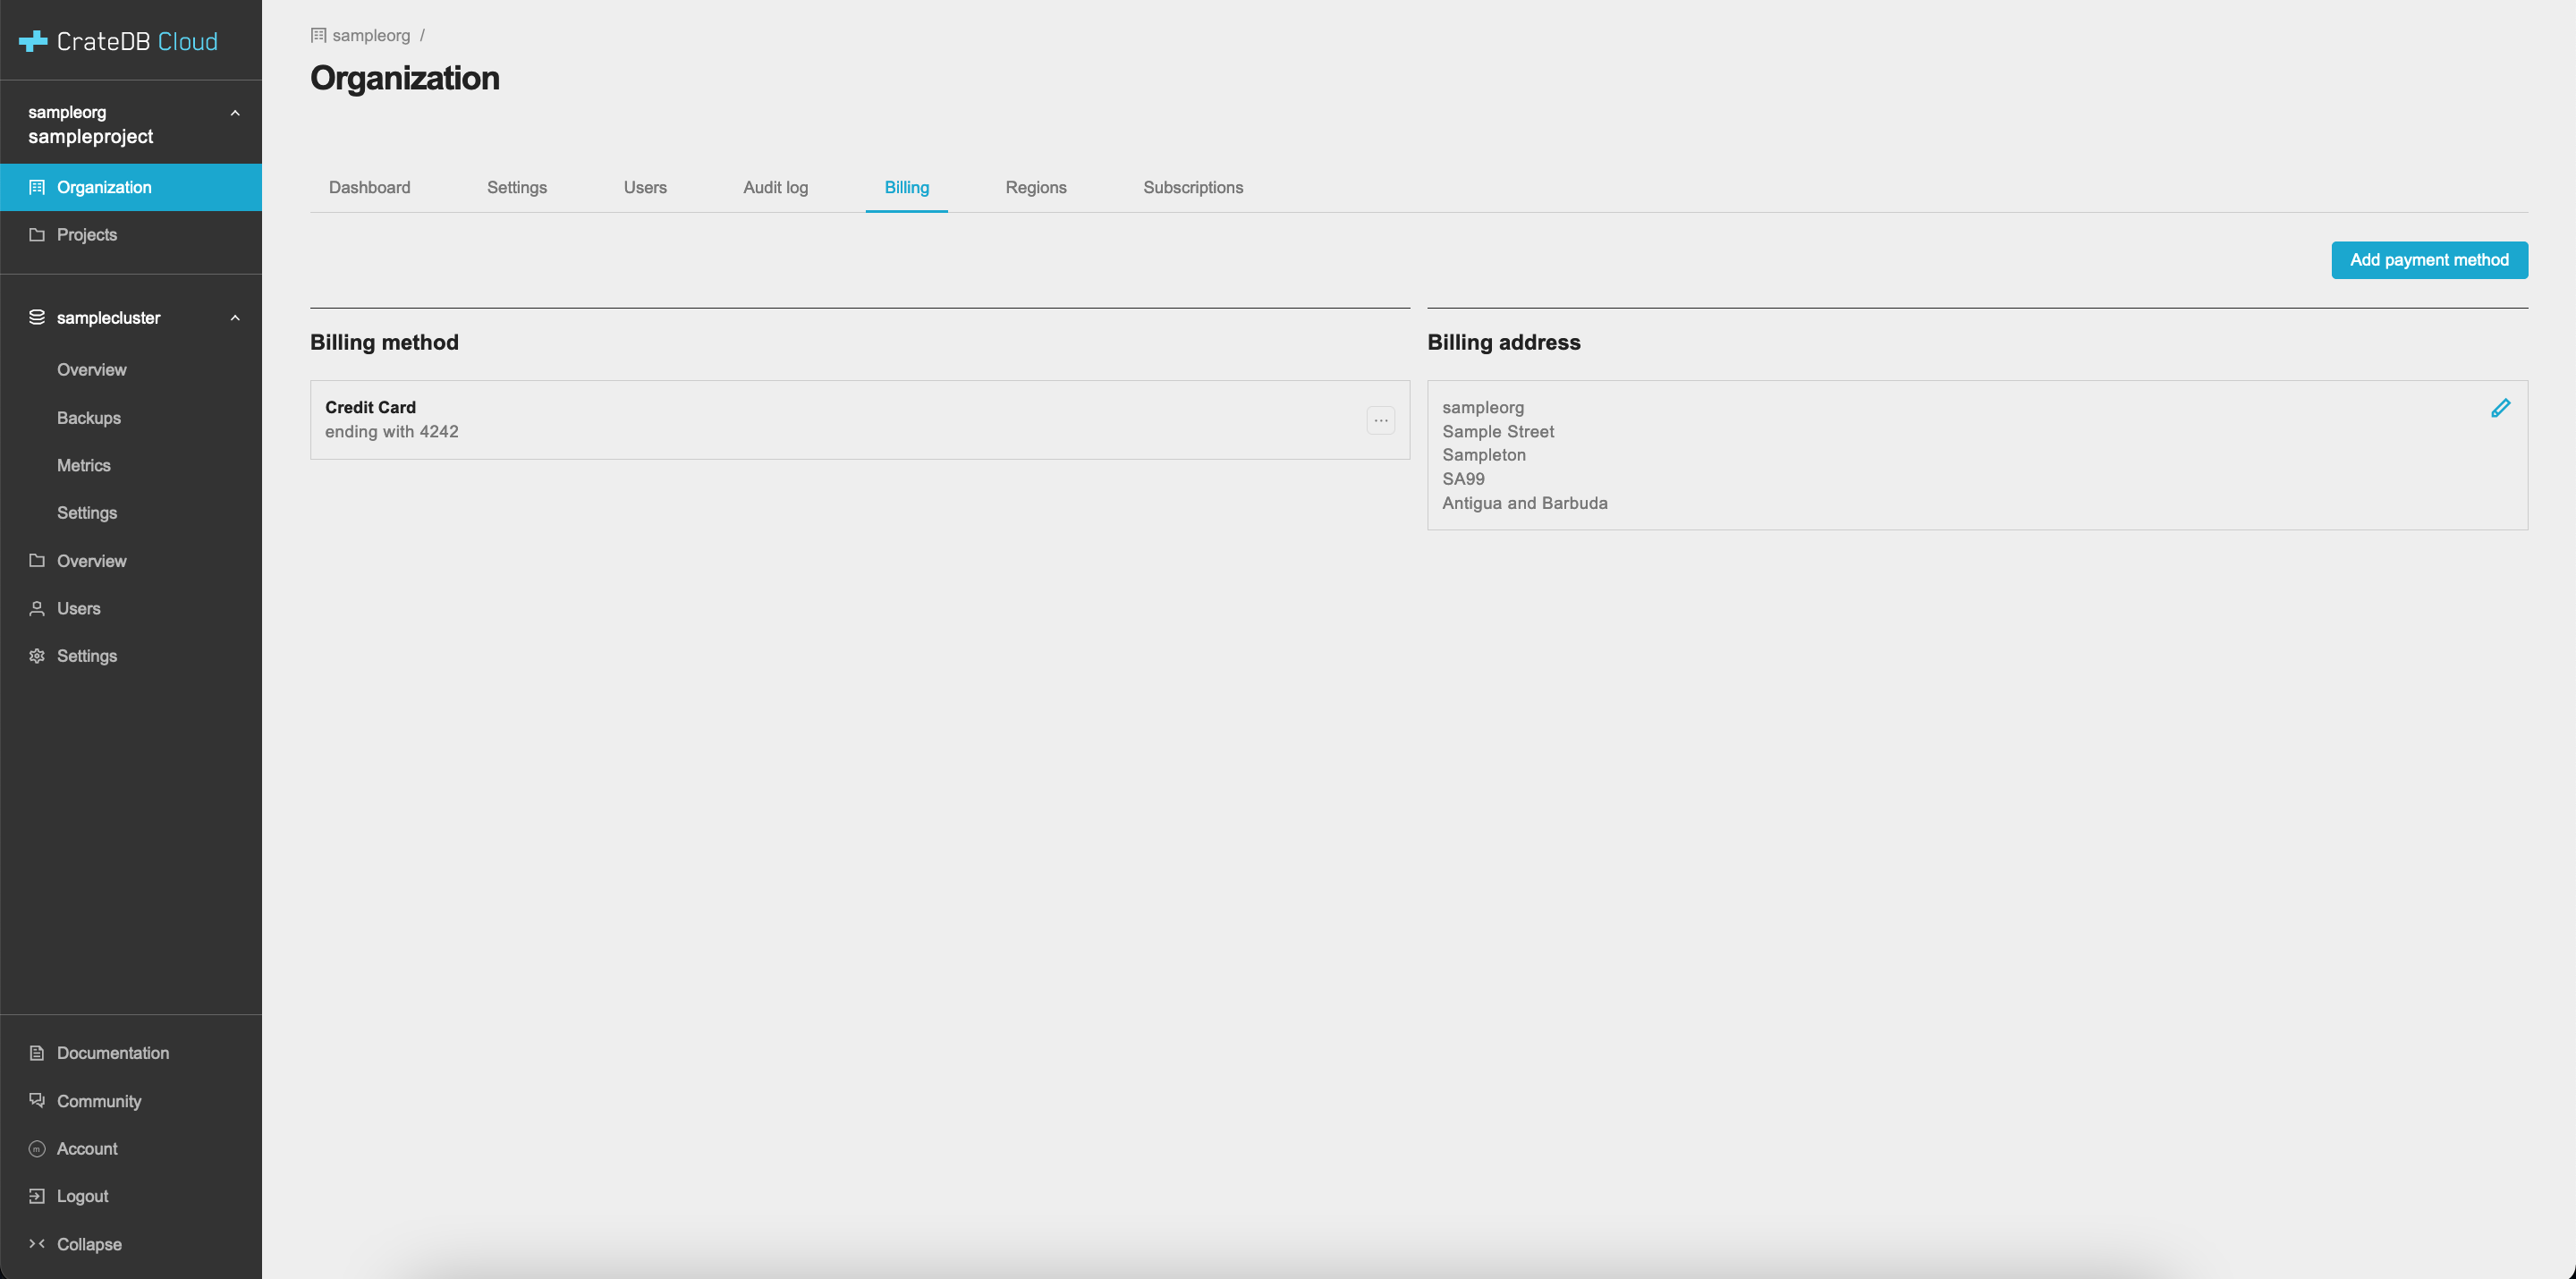 CrateDB Cloud
sampleorg
sampleproject
Organization
Projects
samplecluster
Overview
Backups
Metrics
Settings
Overview
Users
Settings
Documentation
Community
m
Account
Logout
Collapse
sampleorg /
Organization
Dashboard
Settings
Users
Audit log
Billing
Regions
Subscriptions
Add payment method
Billing method
Credit Card
ending with 4242
...
Billing address
sampleorg
Sample Street
Sampleton
SA99
Antigua and Barbuda